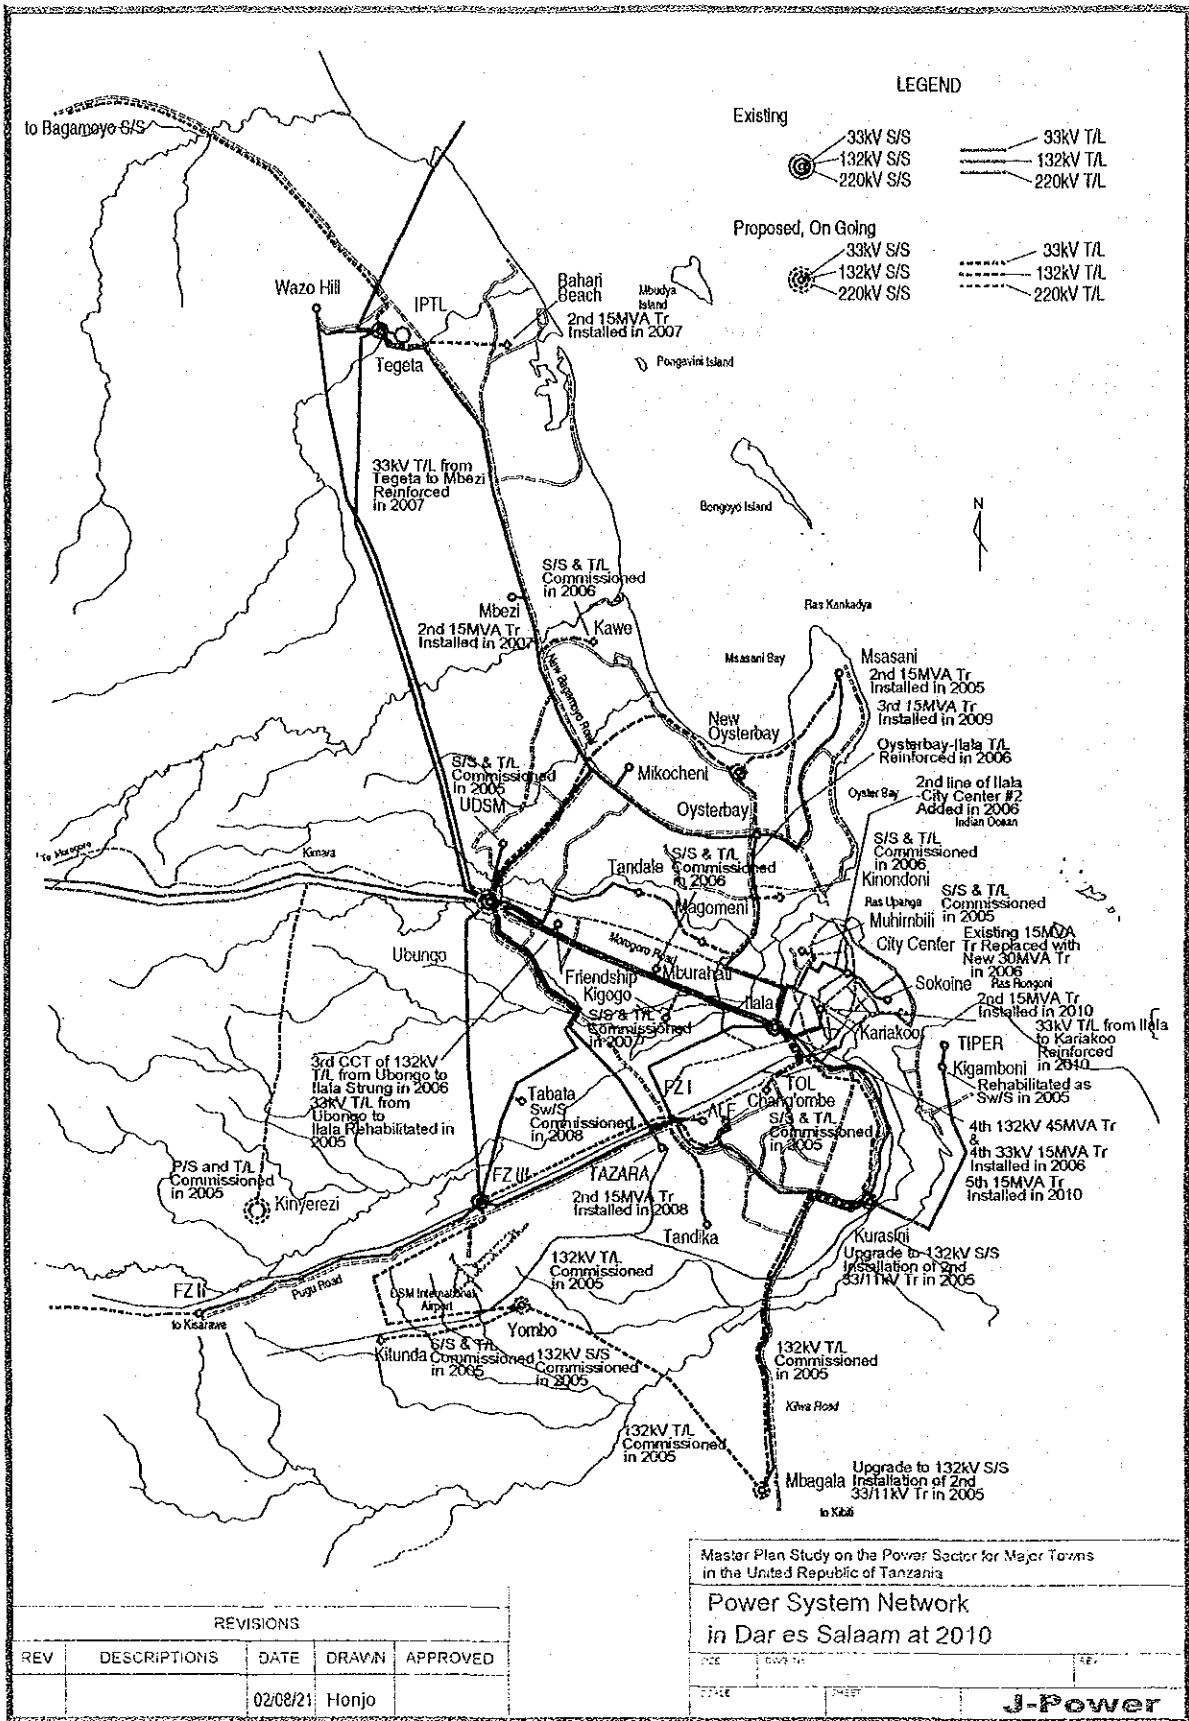 LEGEND
Existing
33kV S/S
132kV S/S
220kV S/S
33kV T/L
132kV T/L
220kV T/L
Proposed, On Going
33kV S/S
132kV S/S
220kV S/S
33kV T/L
132kV T/L
220kV T/L
to Bagamoyo S/S
Wazo Hill
IPTL
Tegeta
Bahari
Beach
2nd 15MVA Tr
Installed in 2007
Mbudya
Island
Pongavini Island
33kV T/L from
Tegeta to Mbezi
Reinforced
in 2007
Bongoyo Island
N
S/S & T/L
Commissioned
in 2006
Mbezi
2nd 15MVA Tr
Installed in 2007
Kawe
New Bagamoyo Road
Ras Kankadya
Msasani Bay
Msasani
2nd 15MVA Tr
Installed in 2005
3rd 15MVA Tr
Installed in 2009
New
Oysterbay
Oysterbay-Ilala T/L
Reinforced in 2006
S/S & T/L
Commissioned
in 2005
UDSM
Mikocheni
Oysterbay
Oyster Bay
2nd line of Ilala
City Center #2
Added in 2006
Indian Ocean
To Morogoro
Kimara
Tandale
S/S & T/L
Commissioned
in 2006
Magomeni
S/S & T/L
Commissioned
in 2006
Kinondoni
Ras Upanga
S/S & T/L
Commissioned
in 2005
Muhimbili
City Center
Existing 15MVA
Tr Replaced with
New 30MVA Tr
in 2006
Ubungo
Morogoro Road
Friendship
Mburahati
Kigogo
S/S & T/L
Commissioned
in 2007
Ilala
Sokoine
Ras Rongoni
2nd 15MVA Tr
Installed in 2010
Kariakoo
33kV T/L from Ilala
to Kariakoo
Reinforced
in 2010
TIPER
Kigamboni
Rehabilitated as
Sw/S in 2005
3rd CCT of 132kV
T/L from Ubongo to
Ilala Strung in 2006
33kV T/L from
Ubongo to
Ilala Rehabilitated in
2005
Tabata
Sw/S
Commissioned
in 2008
FZ I
ALF
TOL
Chang'ombe
S/S & T/L
Commissioned
in 2005
4th 132kV 45MVA Tr
&
4th 33kV 15MVA Tr
Installed in 2006
5th 15MVA Tr
Installed in 2010
P/S and T/L
Commissioned
in 2005
Kinyerezi
FZ III
TAZARA
2nd 15MVA Tr
Installed in 2008
Tandika
Kurasini
Upgrade to 132kV S/S
Installation of 2nd
33/11kV Tr in 2005
132kV T/L
Commissioned
in 2005
FZ II
to Kisarawe
Pugu Road
DSM International
Airport
Yombo
Kitunda
S/S & T/L
Commissioned
in 2005
132kV S/S
Commissioned
in 2005
132kV T/L
Commissioned
in 2005
Kilwa Road
132kV T/L
Commissioned
in 2005
Mbagala
Upgrade to 132kV S/S
Installation of 2nd
33/11kV Tr in 2005
to Kibiti
Master Plan Study on the Power Sector for Major Towns
in the United Republic of Tanzania
Power System Network
in Dar es Salaam at 2010
REVISIONS
REV DESCRIPTIONS DATE DRAWN APPROVED
02/08/21 Honjo
SCALE SHEET
J-Power